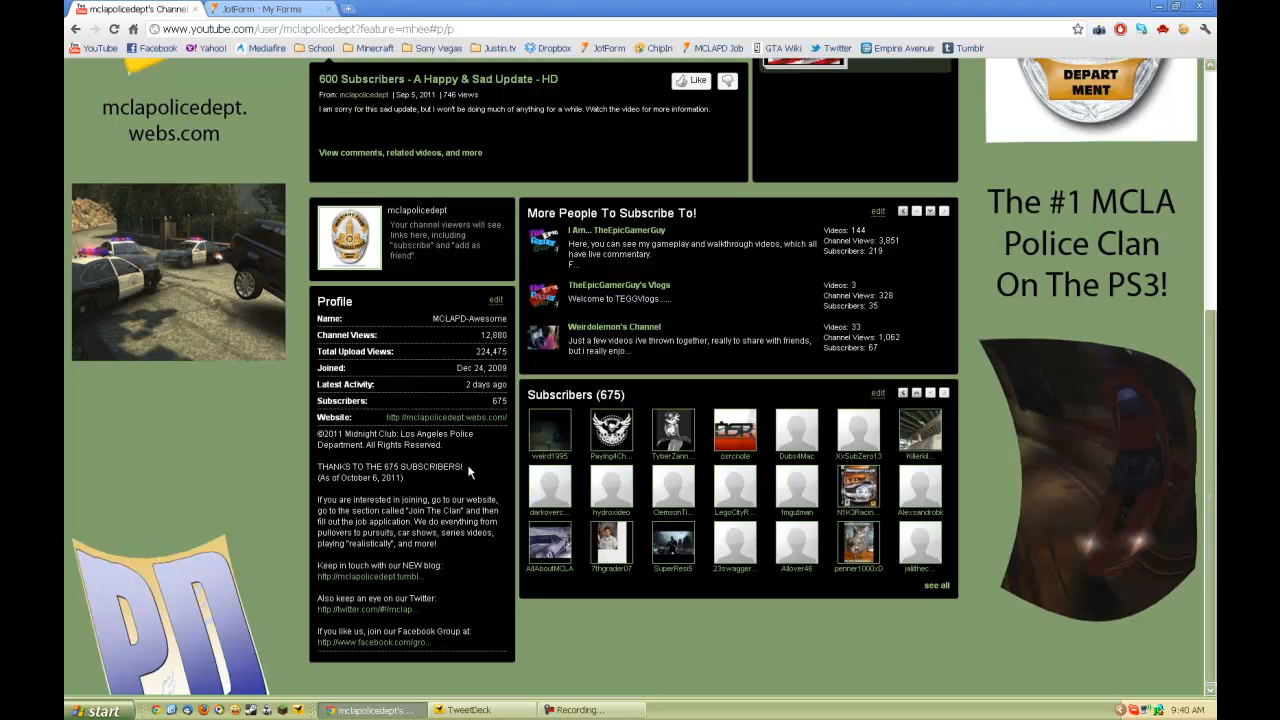 mclapolicedept's Channel
JotForm · My Forms
www.youtube.com/user/mclapolicedept?feature=mhee#p/p
YouTube Facebook Yahoo! Mediafire School Minecraft Sony Vegas Justin.tv Dropbox JotForm ChipIn MCLAPD Job GTA Wiki Twitter Empire Avenue Tumblr
mclapolicedept.
webs.com
600 Subscribers - A Happy & Sad Update - HD
Like
From: mclapolicedept | Sep 5, 2011 | 746 views
I am sorry for this sad update, but I won't be doing much of anything for a while. Watch the video for more information.
View comments, related videos, and more
DEPART
MENT
The #1 MCLA
Police Clan
On The PS3!
mclapolicedept
Your channel viewers will see
links here, including
"subscribe" and "add as
friend".
Profile edit
Name: MCLAPD-Awesome
Channel Views: 12,880
Total Upload Views: 224,475
Joined: Dec 24, 2009
Latest Activity: 2 days ago
Subscribers: 675
Website: http://mclapolicedept.webs.com/
©2011 Midnight Club: Los Angeles Police
Department. All Rights Reserved.
THANKS TO THE 675 SUBSCRIBERS!
(As of October 6, 2011)
If you are interested in joining, go to our website,
go to the section called "Join The Clan" and then
fill out the job application. We do everything from
pullovers to pursuits, car shows, series videos,
playing "realistically", and more!
Keep in touch with our NEW blog:
http://mclapolicedept.tumbl...
Also keep an eye on our Twitter:
http://twitter.com/#!/mclap...
If you like us, join our Facebook Group at:
http://www.facebook.com/gro...
More People To Subscribe To! edit
I Am... TheEpicGamerGuy
Here, you can see my gameplay and walkthrough videos, which all
have live commentary.
F...
Videos: 144
Channel Views: 3,851
Subscribers: 219
TheEpicGamerGuy's Vlogs
Welcome to TEGGVlogs......
Videos: 3
Channel Views: 328
Subscribers: 35
Weirdolemon's Channel
Just a few videos i've thrown together, really to share with friends,
but i really enjo...
Videos: 33
Channel Views: 1,062
Subscribers: 67
Subscribers (675) edit
weird1995 Paying4Ch... TyberZann... osrcnote Dubs4Mac XxSubZero13 Killerkil...
darkoverc... hydroxideo ClemsonTi... LegoCityR... tmgutman N1K3Racin... Alexsandrobk
AllAboutMCLA 7thgrader07 SuperResi5 23swagger... Allover46 penner1000xD jalithec...
see all
PD
start
mclapolicedept's ...
TweetDeck
Recording...
9:40 AM